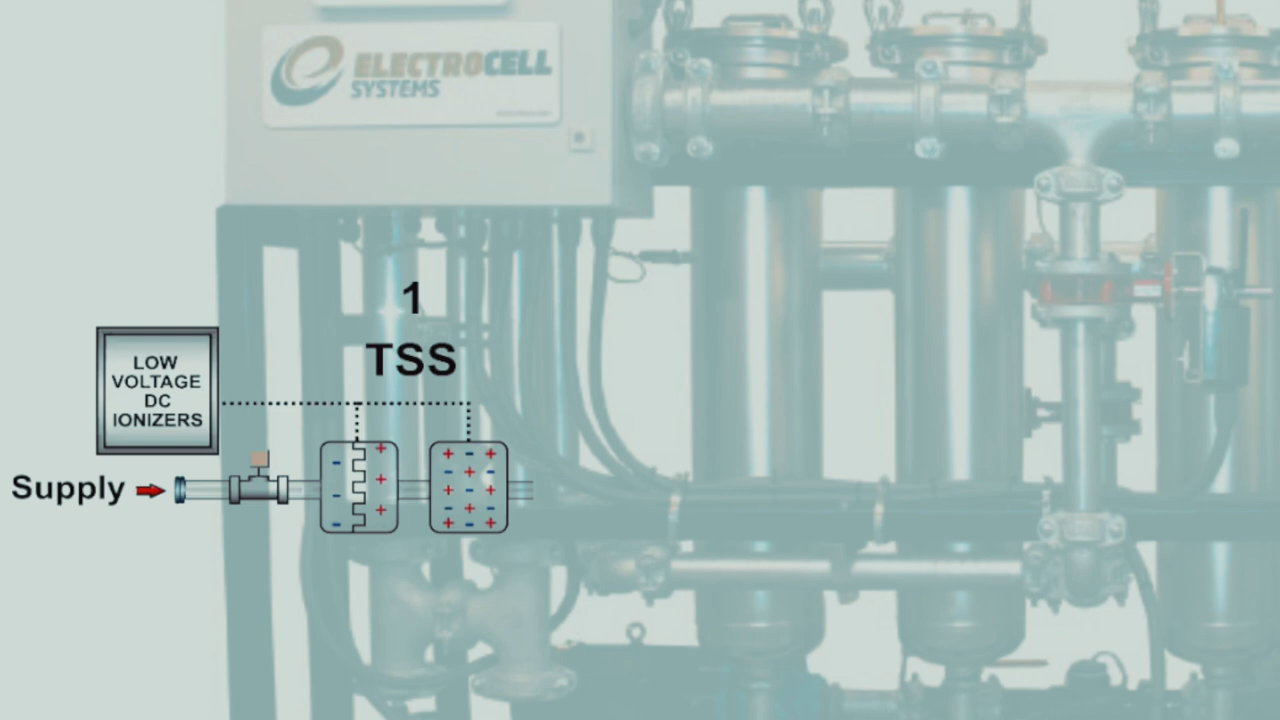 ELECTROCELL
SYSTEMS
1
TSS
LOW
VOLTAGE
DC
IONIZERS
Supply